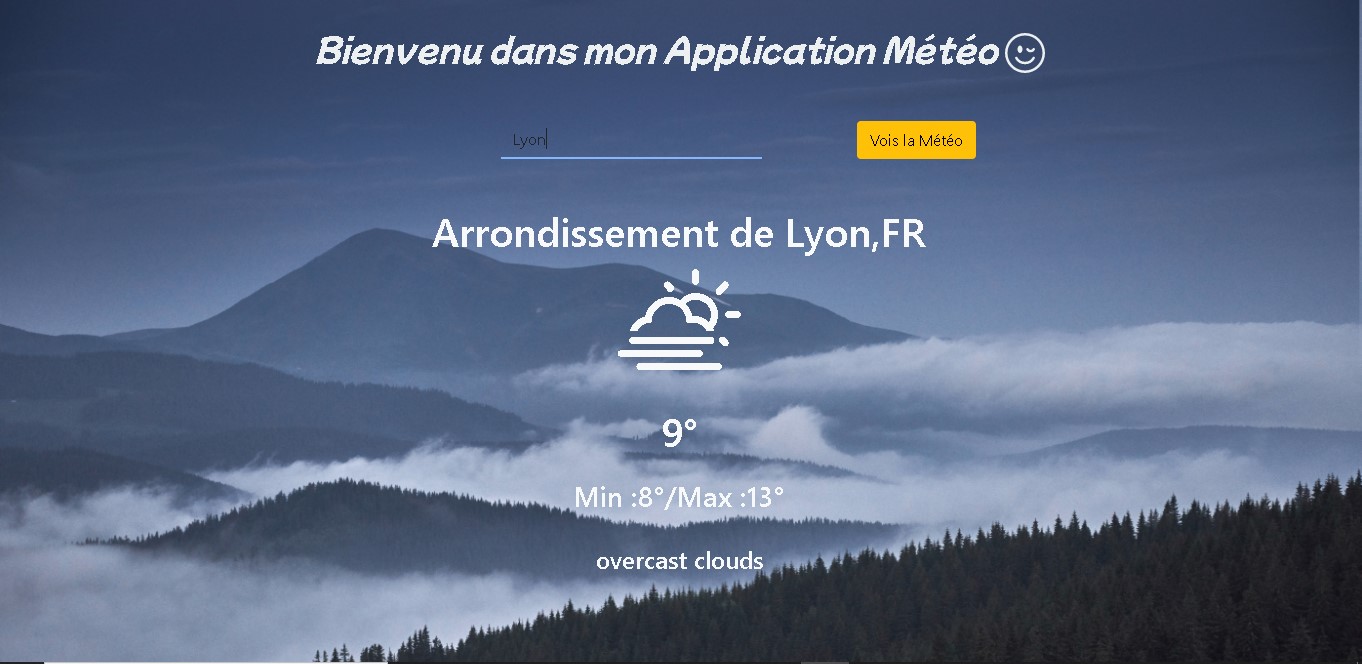 Bienvenu dans mon Application Météo
Lyon
Vois la Météo
Arrondissement de Lyon,FR
9°
Min :8°/Max :13°
overcast clouds